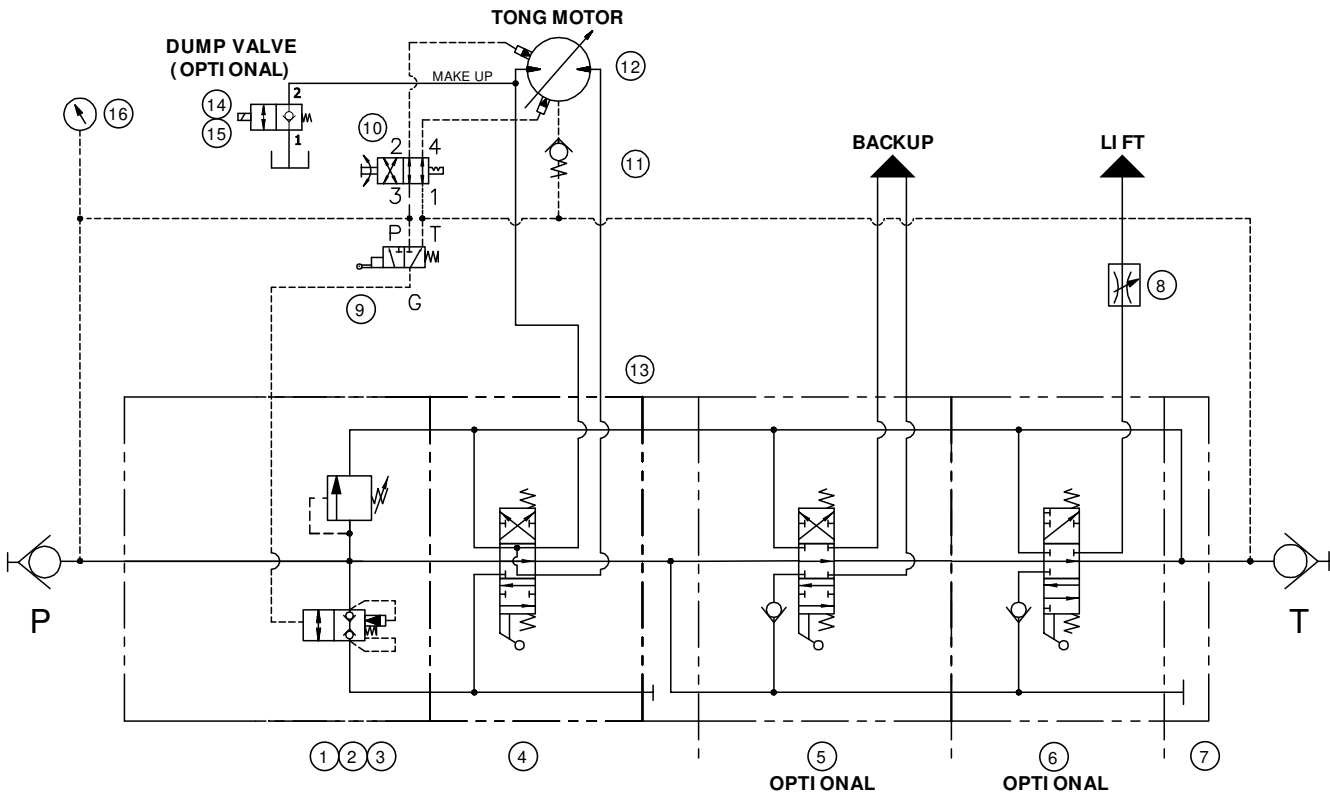 TONG MOTOR
DUMP VALVE
(OPTIONAL)
2
MAKE UP
12
14
16
15
10
1
2 4
BACKUP
LIFT
11
3 1
P T
8
9
G
13
P
T
1 2 3
4
5
6
7
OPTIONAL
OPTIONAL